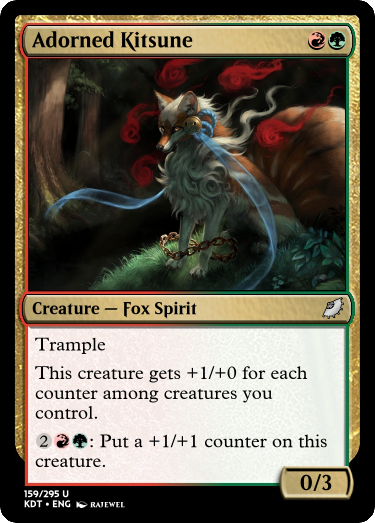 Adorned Kitsune
Creature — Fox Spirit
Trample
This creature gets +1/+0 for each
counter among creatures you
control.
2: Put a +1/+1 counter on this
creature.
0/3
159/295 U
KDT • ENG RAJEWEL